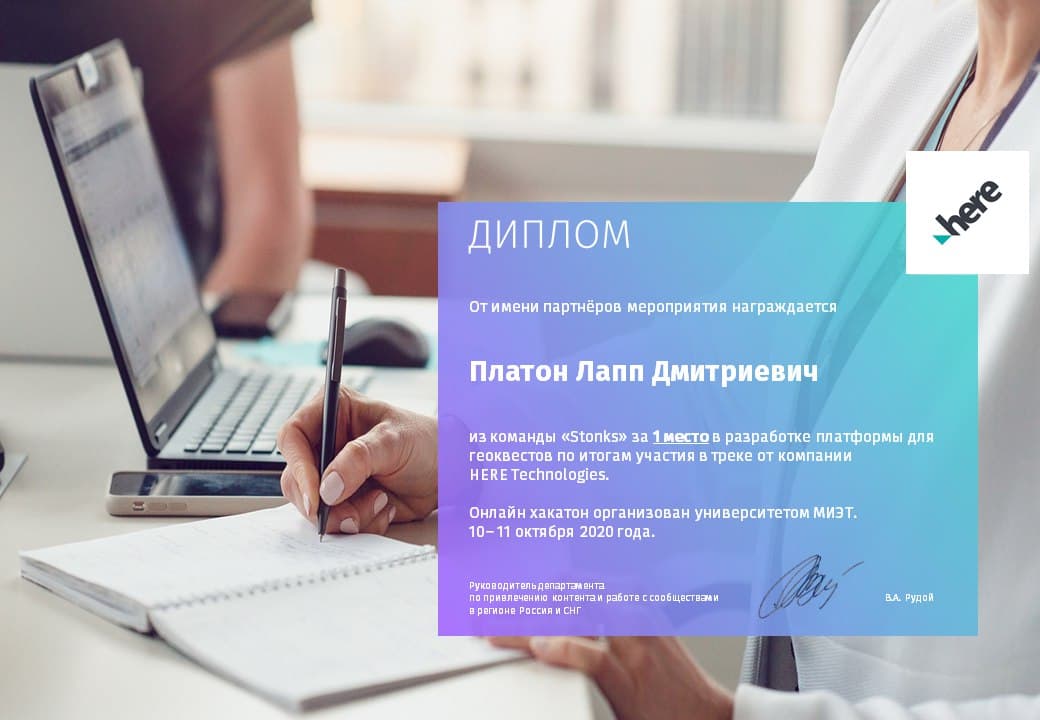 here
ДИПЛОМ
От имени партнёров мероприятия награждается
Платон Лапп Дмитриевич
из команды «Stonks» за 1 место в разработке платформы для
геоквестов по итогам участия в треке от компании
HERE Technologies.
Онлайн хакатон организован университетом МИЭТ.
10–11 октября 2020 года.
Руководитель департамента
по привлечению контента и работе с сообществами
в регионе Россия и СНГ
В.А. Рудой